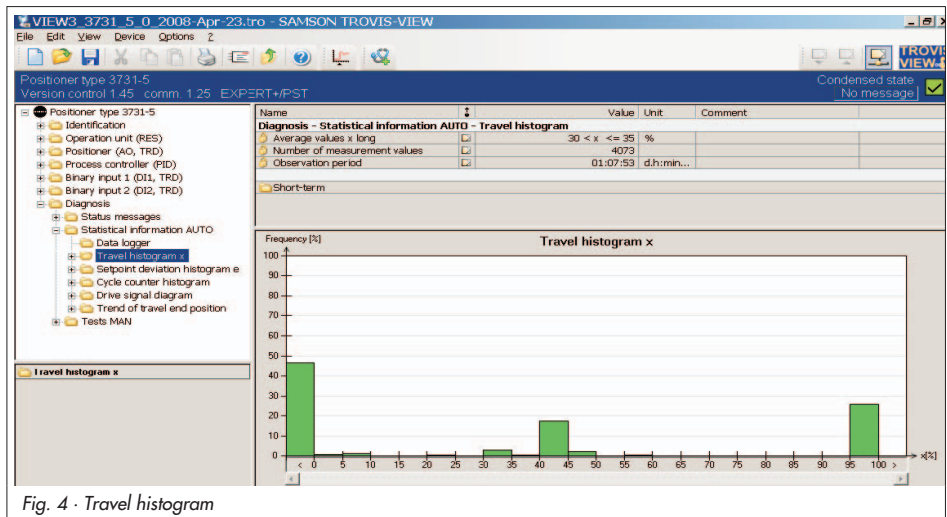 VIEW3_3731_5_0_2008-Apr-23.tro - SAMSON TROVIS-VIEW
File Edit View Device Options ?
TROVIS
VIEW
Positioner type 3731-5
Version control 1.45 comm. 1.25 EXPERT+/PST
Condensed state
No message
Positioner type 3731-5
Identification
Operation unit (RES)
Positioner (AO, TRD)
Process controller (PID)
Binary input 1 (DI1, TRD)
Binary input 2 (DI2, TRD)
Diagnosis
Status messages
Statistical information AUTO
Data logger
Travel histogram x
Setpoint deviation histogram e
Cycle counter histogram
Drive signal diagram
Trend of travel end position
Tests MAN
Travel histogram x
Name Value Unit Comment
Diagnosis - Statistical information AUTO - Travel histogram
Average values x long 30 < x <= 35 %
Number of measurement values 4073
Observation period 01:07:53 d.h:min...
Short-term
Frequency [%]
Travel histogram x
100
90
80
70
60
50
40
30
20
10
0
< 0 5 10 15 20 25 30 35 40 45 50 55 60 65 70 75 80 85 90 95 100 > x[%]
Fig. 4 · Travel histogram